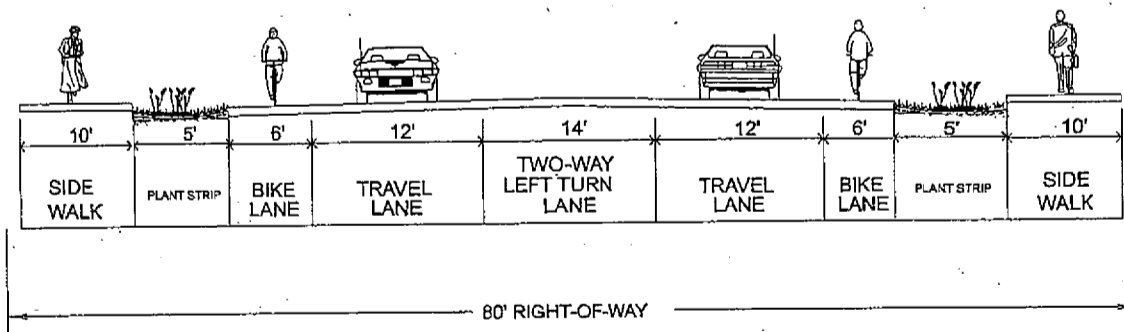 10' 5' 6' 12' 14' 12' 6' 5' 10'
SIDE WALK
PLANT STRIP
BIKE LANE
TRAVEL LANE
TWO-WAY LEFT TURN LANE
TRAVEL LANE
BIKE LANE
PLANT STRIP
SIDE WALK
80' RIGHT-OF-WAY